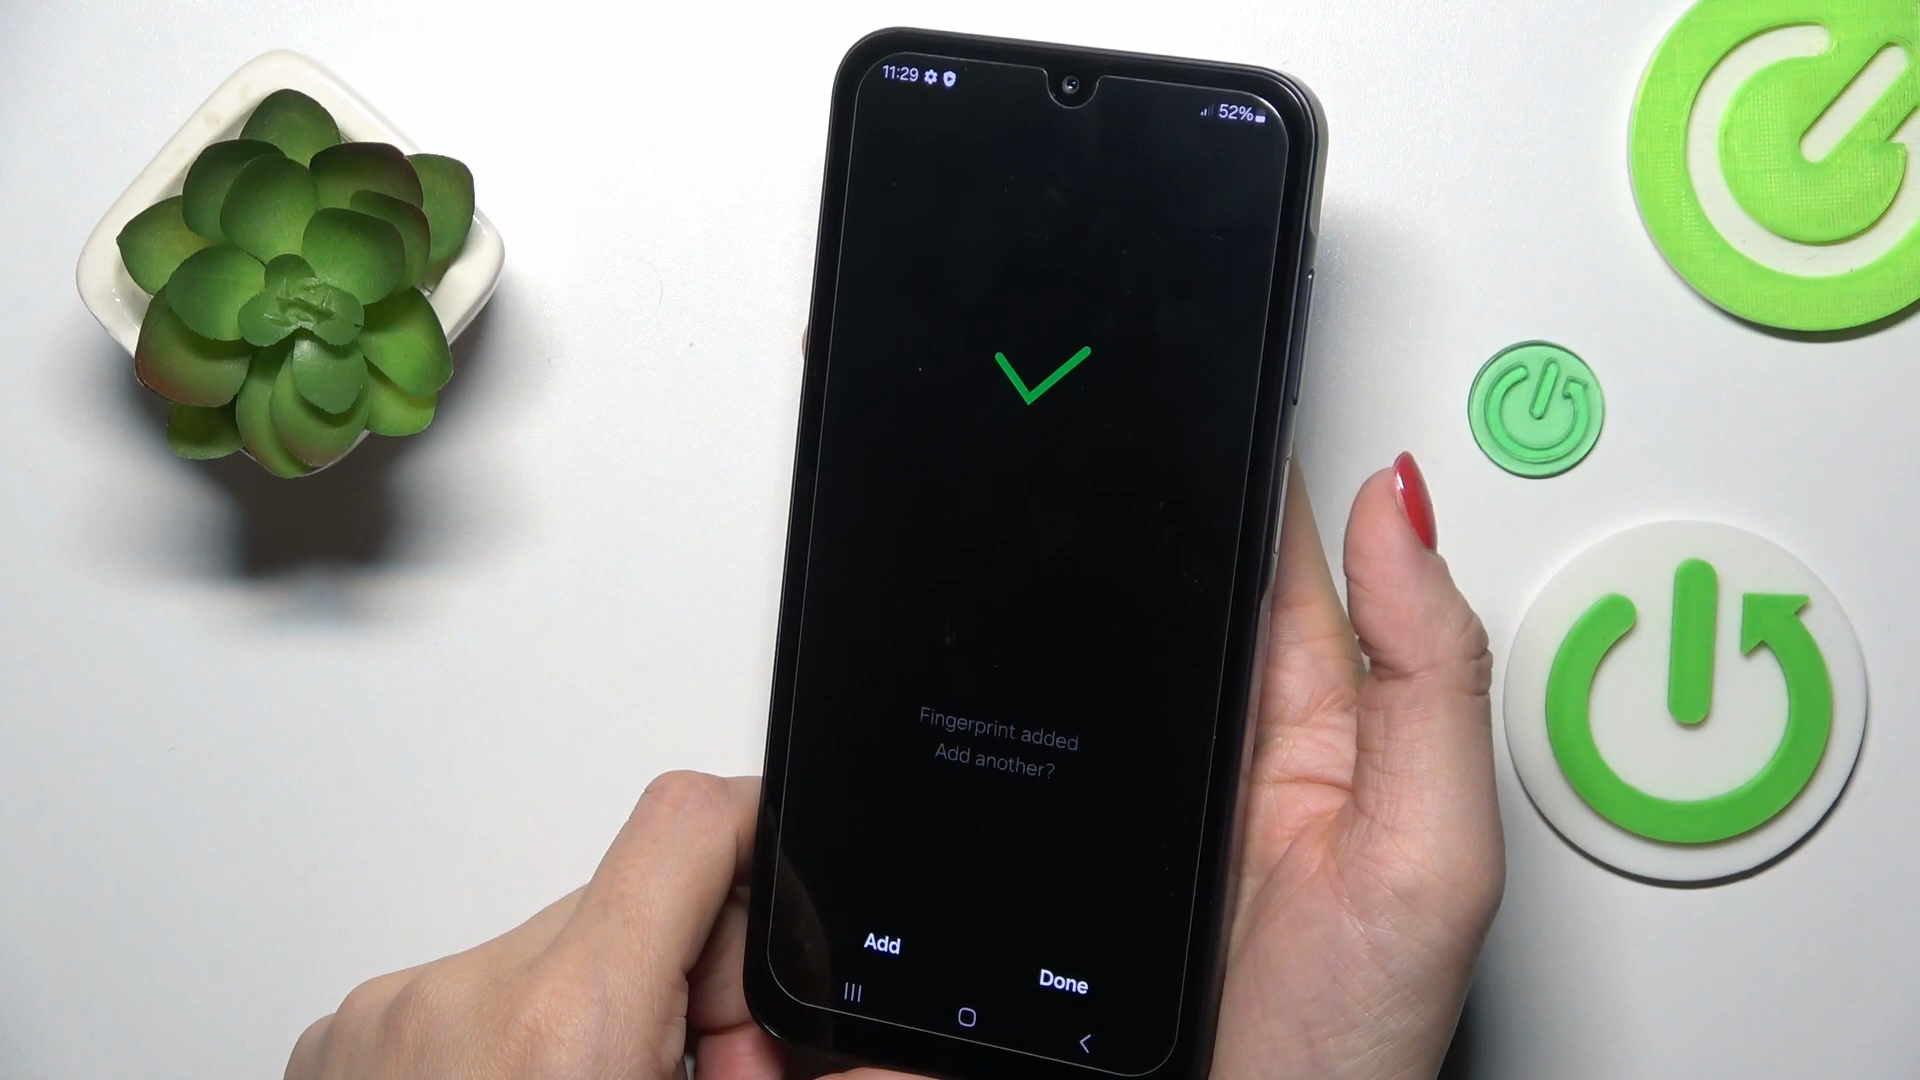 11:29
52%
Fingerprint added
Add another?
Add
Done